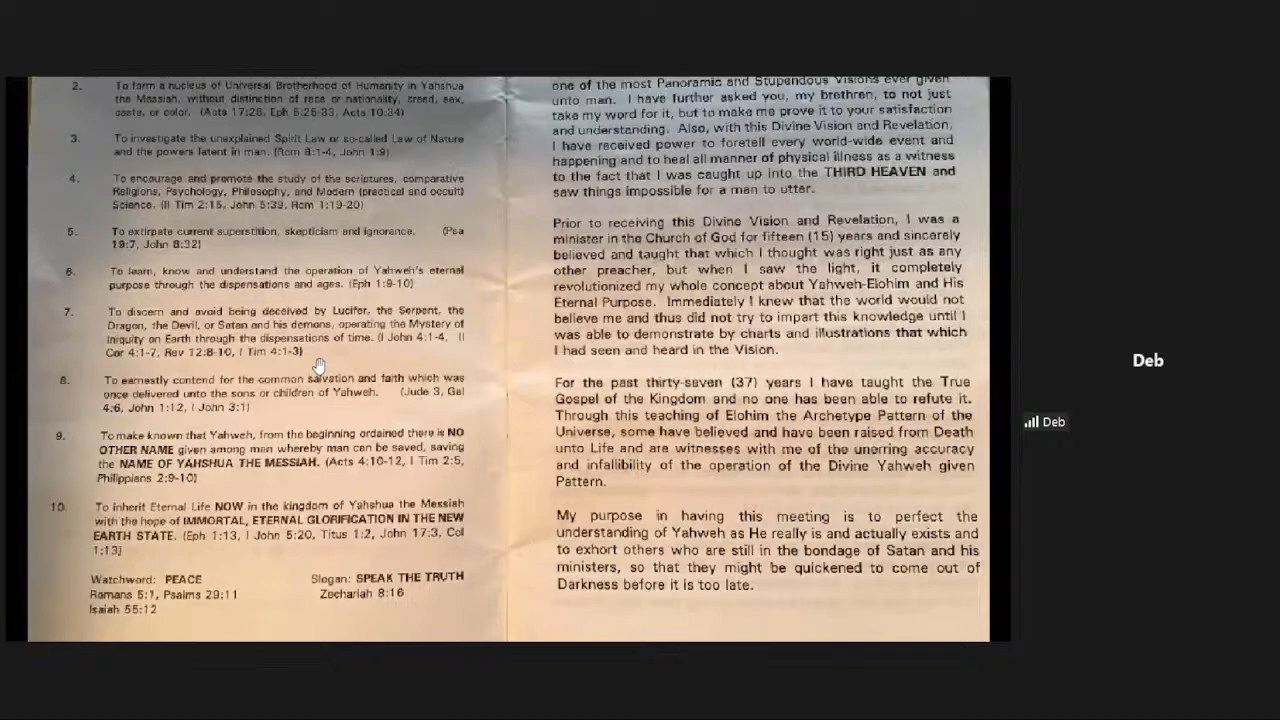 2. To form a nucleus of Universal Brotherhood of Humanity in Yahshua
the Messiah, without distinction of race or nationality, creed, sex,
caste, or color. (Acts 17:26, Eph 5:25-33, Acts 10:34)
3. To investigate the unexplained Spirit Law or so-called Law of Nature
and the powers latent in man. (Rom 8:1-4, John 1:9)
4. To encourage and promote the study of the scriptures, comparative
Religions, Psychology, Philosophy, and Modern (practical and occult)
Science. (II Tim 2:15, John 5:39, Rom 1:19-20)
5. To extirpate current superstition, skepticism and ignorance. (Psa
19:7, John 8:32)
6. To learn, know and understand the operation of Yahweh's eternal
purpose through the dispensations and ages. (Eph 1:9-10)
7. To discern and avoid being deceived by Lucifer, the Serpent, the
Dragon, the Devil, or Satan and his demons, operating the Mystery of
Iniquity on Earth through the dispensations of time. (I John 4:1-4, II
Cor 4:1-7, Rev 12:8-10, I Tim 4:1-3)
8. To earnestly contend for the common salvation and faith which was
once delivered unto the sons or children of Yahweh. (Jude 3, Gal
4:6, John 1:12, I John 3:1)
9. To make known that Yahweh, from the beginning ordained there is NO
OTHER NAME given among men whereby man can be saved, saving
the NAME OF YAHSHUA THE MESSIAH. (Acts 4:10-12, I Tim 2:5,
Philippians 2:9-10)
10. To inherit Eternal Life NOW in the kingdom of Yahshua the Messiah
with the hope of IMMORTAL, ETERNAL GLORIFICATION IN THE NEW
EARTH STATE. (Eph 1:13, I John 5:20, Titus 1:2, John 17:3, Col
1:13)
Watchword: PEACE
Romans 5:1, Psalms 29:11
Isaiah 55:12
Slogan: SPEAK THE TRUTH
Zechariah 8:16
one of the most Panoramic and Stupendous Visions ever given
unto man. I have further asked you, my brethren, to not just
take my word for it, but to make me prove it to your satisfaction
and understanding. Also, with this Divine Vision and Revelation,
I have received power to foretell every world-wide event and
happening and to heal all manner of physical illness as a witness
to the fact that I was caught up into the THIRD HEAVEN and
saw things impossible for a man to utter.
Prior to receiving this Divine Vision and Revelation, I was a
minister in the Church of God for fifteen (15) years and sincerely
believed and taught that which I thought was right just as any
other preacher, but when I saw the light, it completely
revolutionized my whole concept about Yahweh-Elohim and His
Eternal Purpose. Immediately I knew that the world would not
believe me and thus did not try to impart this knowledge until I
was able to demonstrate by charts and illustrations that which
I had seen and heard in the Vision.
For the past thirty-seven (37) years I have taught the True
Gospel of the Kingdom and no one has been able to refute it.
Through this teaching of Elohim the Archetype Pattern of the
Universe, some have believed and have been raised from Death
unto Life and are witnesses with me of the unerring accuracy
and infallibility of the operation of the Divine Yahweh given
Pattern.
My purpose in having this meeting is to perfect the
understanding of Yahweh as He really is and actually exists and
to exhort others who are still in the bondage of Satan and his
ministers, so that they might be quickened to come out of
Darkness before it is too late.
Deb
Deb